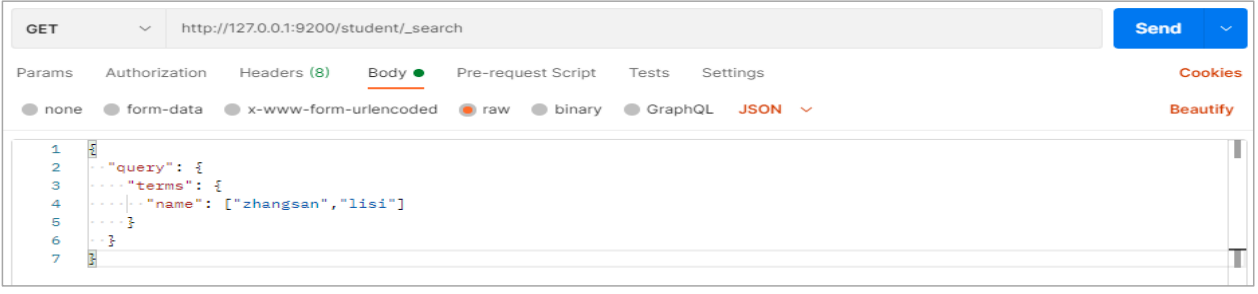 GET http://127.0.0.1:9200/student/_search Send
Params Authorization Headers (8) Body Pre-request Script Tests Settings Cookies
none form-data x-www-form-urlencoded raw binary GraphQL JSON Beautify
1 {
2 "query": {
3 "terms": {
4 "name": ["zhangsan","lisi"]
5 }
6 }
7 }